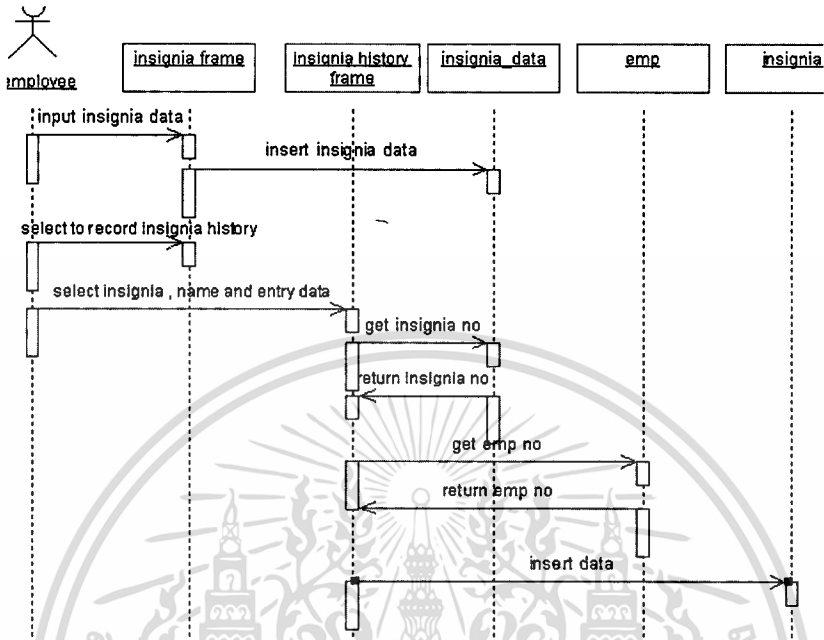 employee
insignia frame
insignia history
frame
insignia_data
emp
insignia
input insignia data
insert insignia data
select to record insignia history
select insignia , name and entry data
get insignia no
return insignia no
get emp no
return emp no
insert data